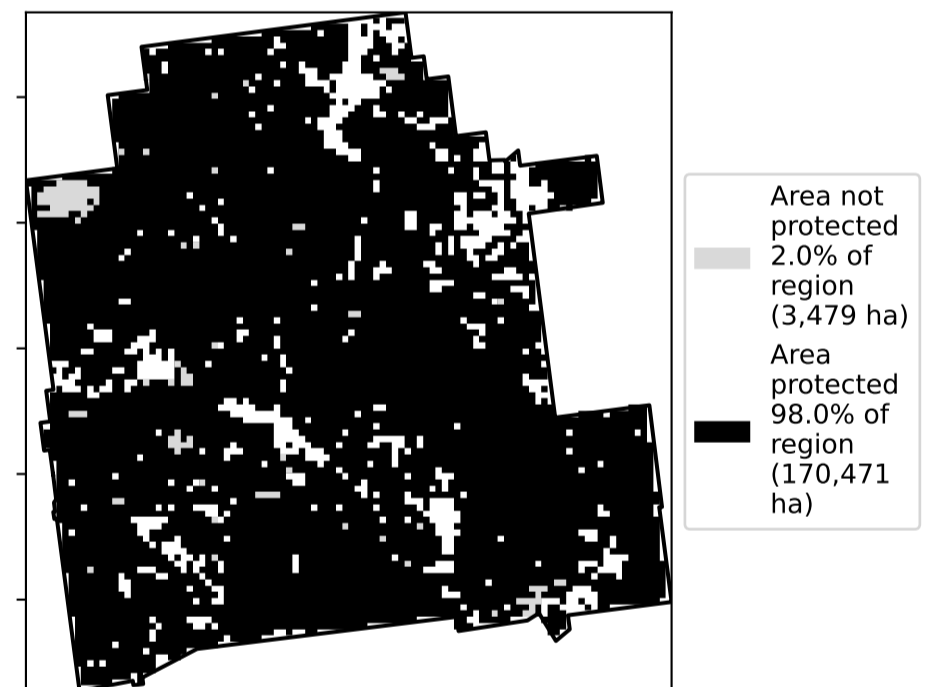 Area not
protected
2.0% of
region
(3,479 ha)
Area
protected
98.0% of
region
(170,471
ha)